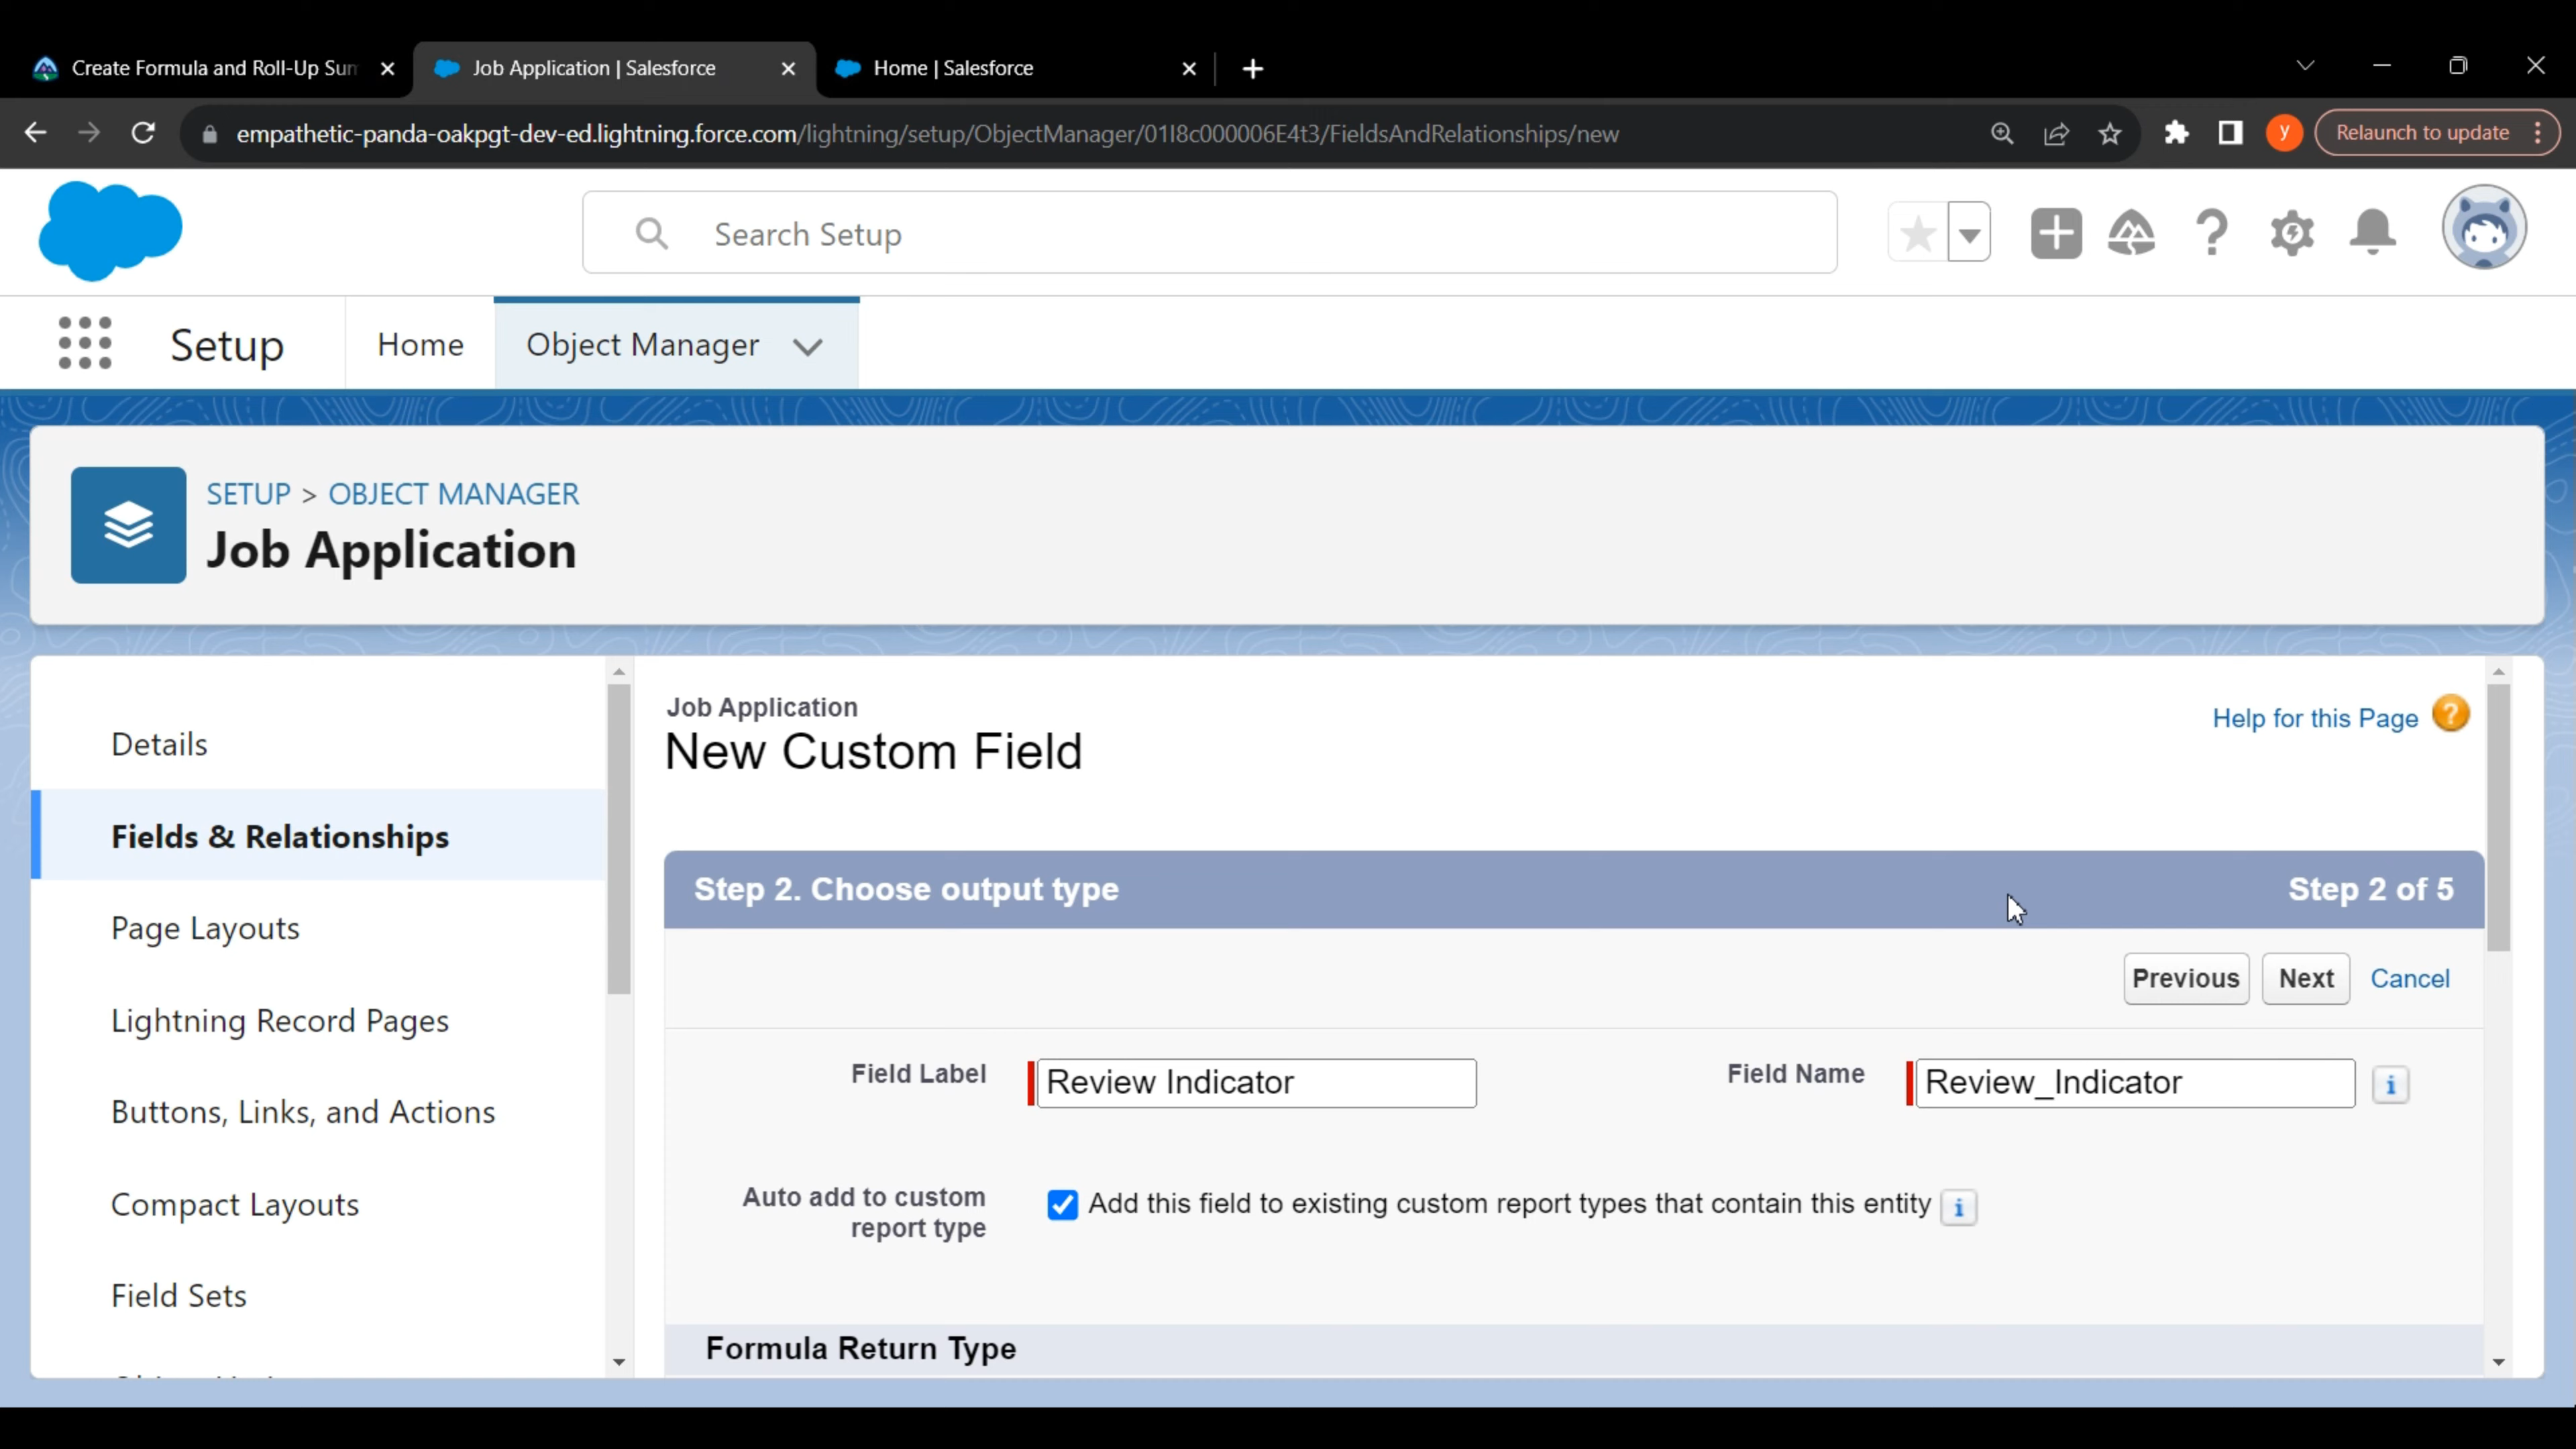 Create Formula and Roll-Up Sum
Job Application | Salesforce
Home | Salesforce
empathetic-panda-oakpgt-dev-ed.lightning.force.com/lightning/setup/ObjectManager/01I8c000006E4t3/FieldsAndRelationships/new
y
Relaunch to update
Search Setup
Setup
Home
Object Manager
SETUP > OBJECT MANAGER
Job Application
Details
Fields & Relationships
Page Layouts
Lightning Record Pages
Buttons, Links, and Actions
Compact Layouts
Field Sets
Job Application
New Custom Field
Help for this Page
Step 2. Choose output type
Step 2 of 5
Previous
Next
Cancel
Field Label
Review Indicator
Field Name
Review_Indicator
Auto add to custom
report type
Add this field to existing custom report types that contain this entity
Formula Return Type